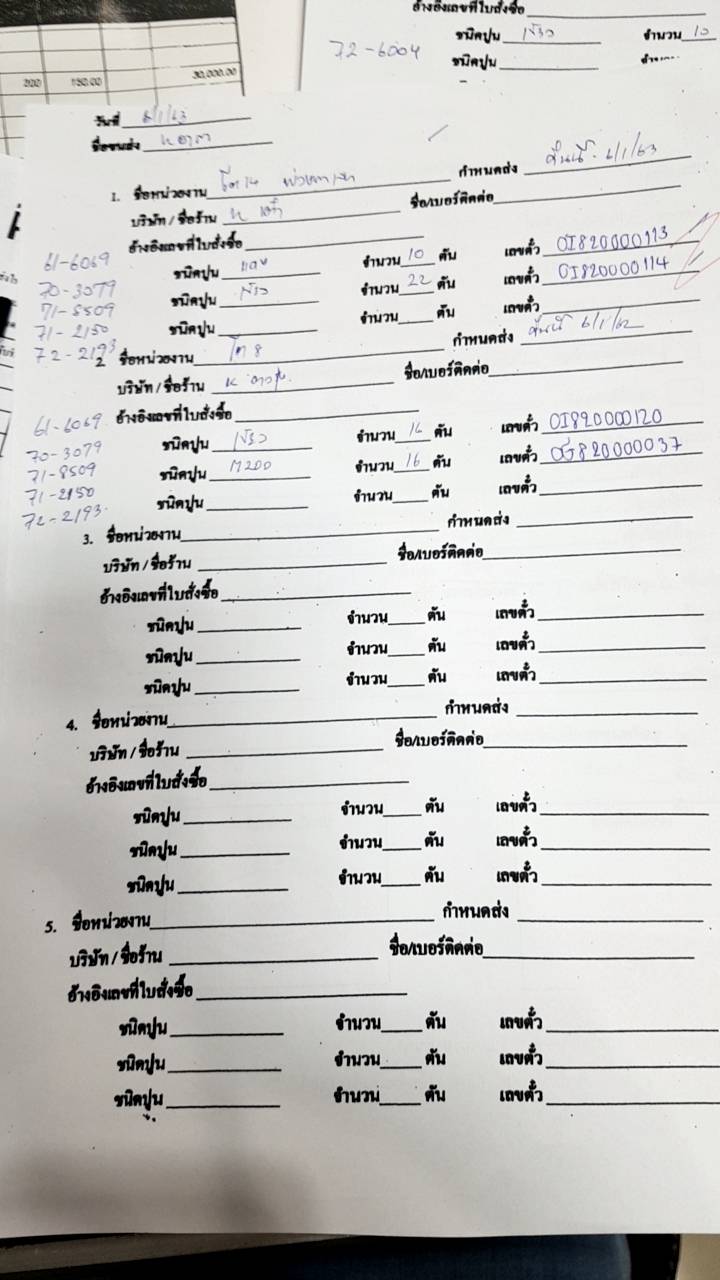 อ้างอิงเลขที่ใบสั่งซื้อ
ชนิดปูน เขียว จำนวน 10
72-6004
ชนิดปูน
200 150.00 30,000.00
วันที่ 6/1/63
ชื่อขนส่ง
กำหนดส่ง 6/1/63
1. ชื่อหน่วยงาน
บริษัท / ชื่อร้าน
ชื่อ/เบอร์ติดต่อ
อ้างอิงเลขที่ใบสั่งซื้อ
61-6069
ชนิดปูน แดง จำนวน 10 ตัน เลขตั๋ว OI820000113
70-3079
ชนิดปูน เขียว จำนวน 22 ตัน เลขตั๋ว OI820000114
71-8509
ชนิดปูน จำนวน ตัน เลขตั๋ว
71-2150
72-2193
2 ชื่อหน่วยงาน กำหนดส่ง
บริษัท / ชื่อร้าน ชื่อ/เบอร์ติดต่อ
อ้างอิงเลขที่ใบสั่งซื้อ
61-6069
ชนิดปูน เขียว จำนวน 16 ตัน เลขตั๋ว OI820000120
70-3079
ชนิดปูน M200 จำนวน 16 ตัน เลขตั๋ว
71-8509
ชนิดปูน จำนวน ตัน เลขตั๋ว
71-2150
72-2193
3. ชื่อหน่วยงาน กำหนดส่ง
บริษัท / ชื่อร้าน ชื่อ/เบอร์ติดต่อ
อ้างอิงเลขที่ใบสั่งซื้อ
ชนิดปูน จำนวน ตัน เลขตั๋ว
ชนิดปูน จำนวน ตัน เลขตั๋ว
ชนิดปูน จำนวน ตัน เลขตั๋ว
4. ชื่อหน่วยงาน กำหนดส่ง
บริษัท / ชื่อร้าน ชื่อ/เบอร์ติดต่อ
อ้างอิงเลขที่ใบสั่งซื้อ
ชนิดปูน จำนวน ตัน เลขตั๋ว
ชนิดปูน จำนวน ตัน เลขตั๋ว
ชนิดปูน จำนวน ตัน เลขตั๋ว
5. ชื่อหน่วยงาน กำหนดส่ง
บริษัท / ชื่อร้าน ชื่อ/เบอร์ติดต่อ
อ้างอิงเลขที่ใบสั่งซื้อ
ชนิดปูน จำนวน ตัน เลขตั๋ว
ชนิดปูน จำนวน ตัน เลขตั๋ว
ชนิดปูน จำนวน ตัน เลขตั๋ว